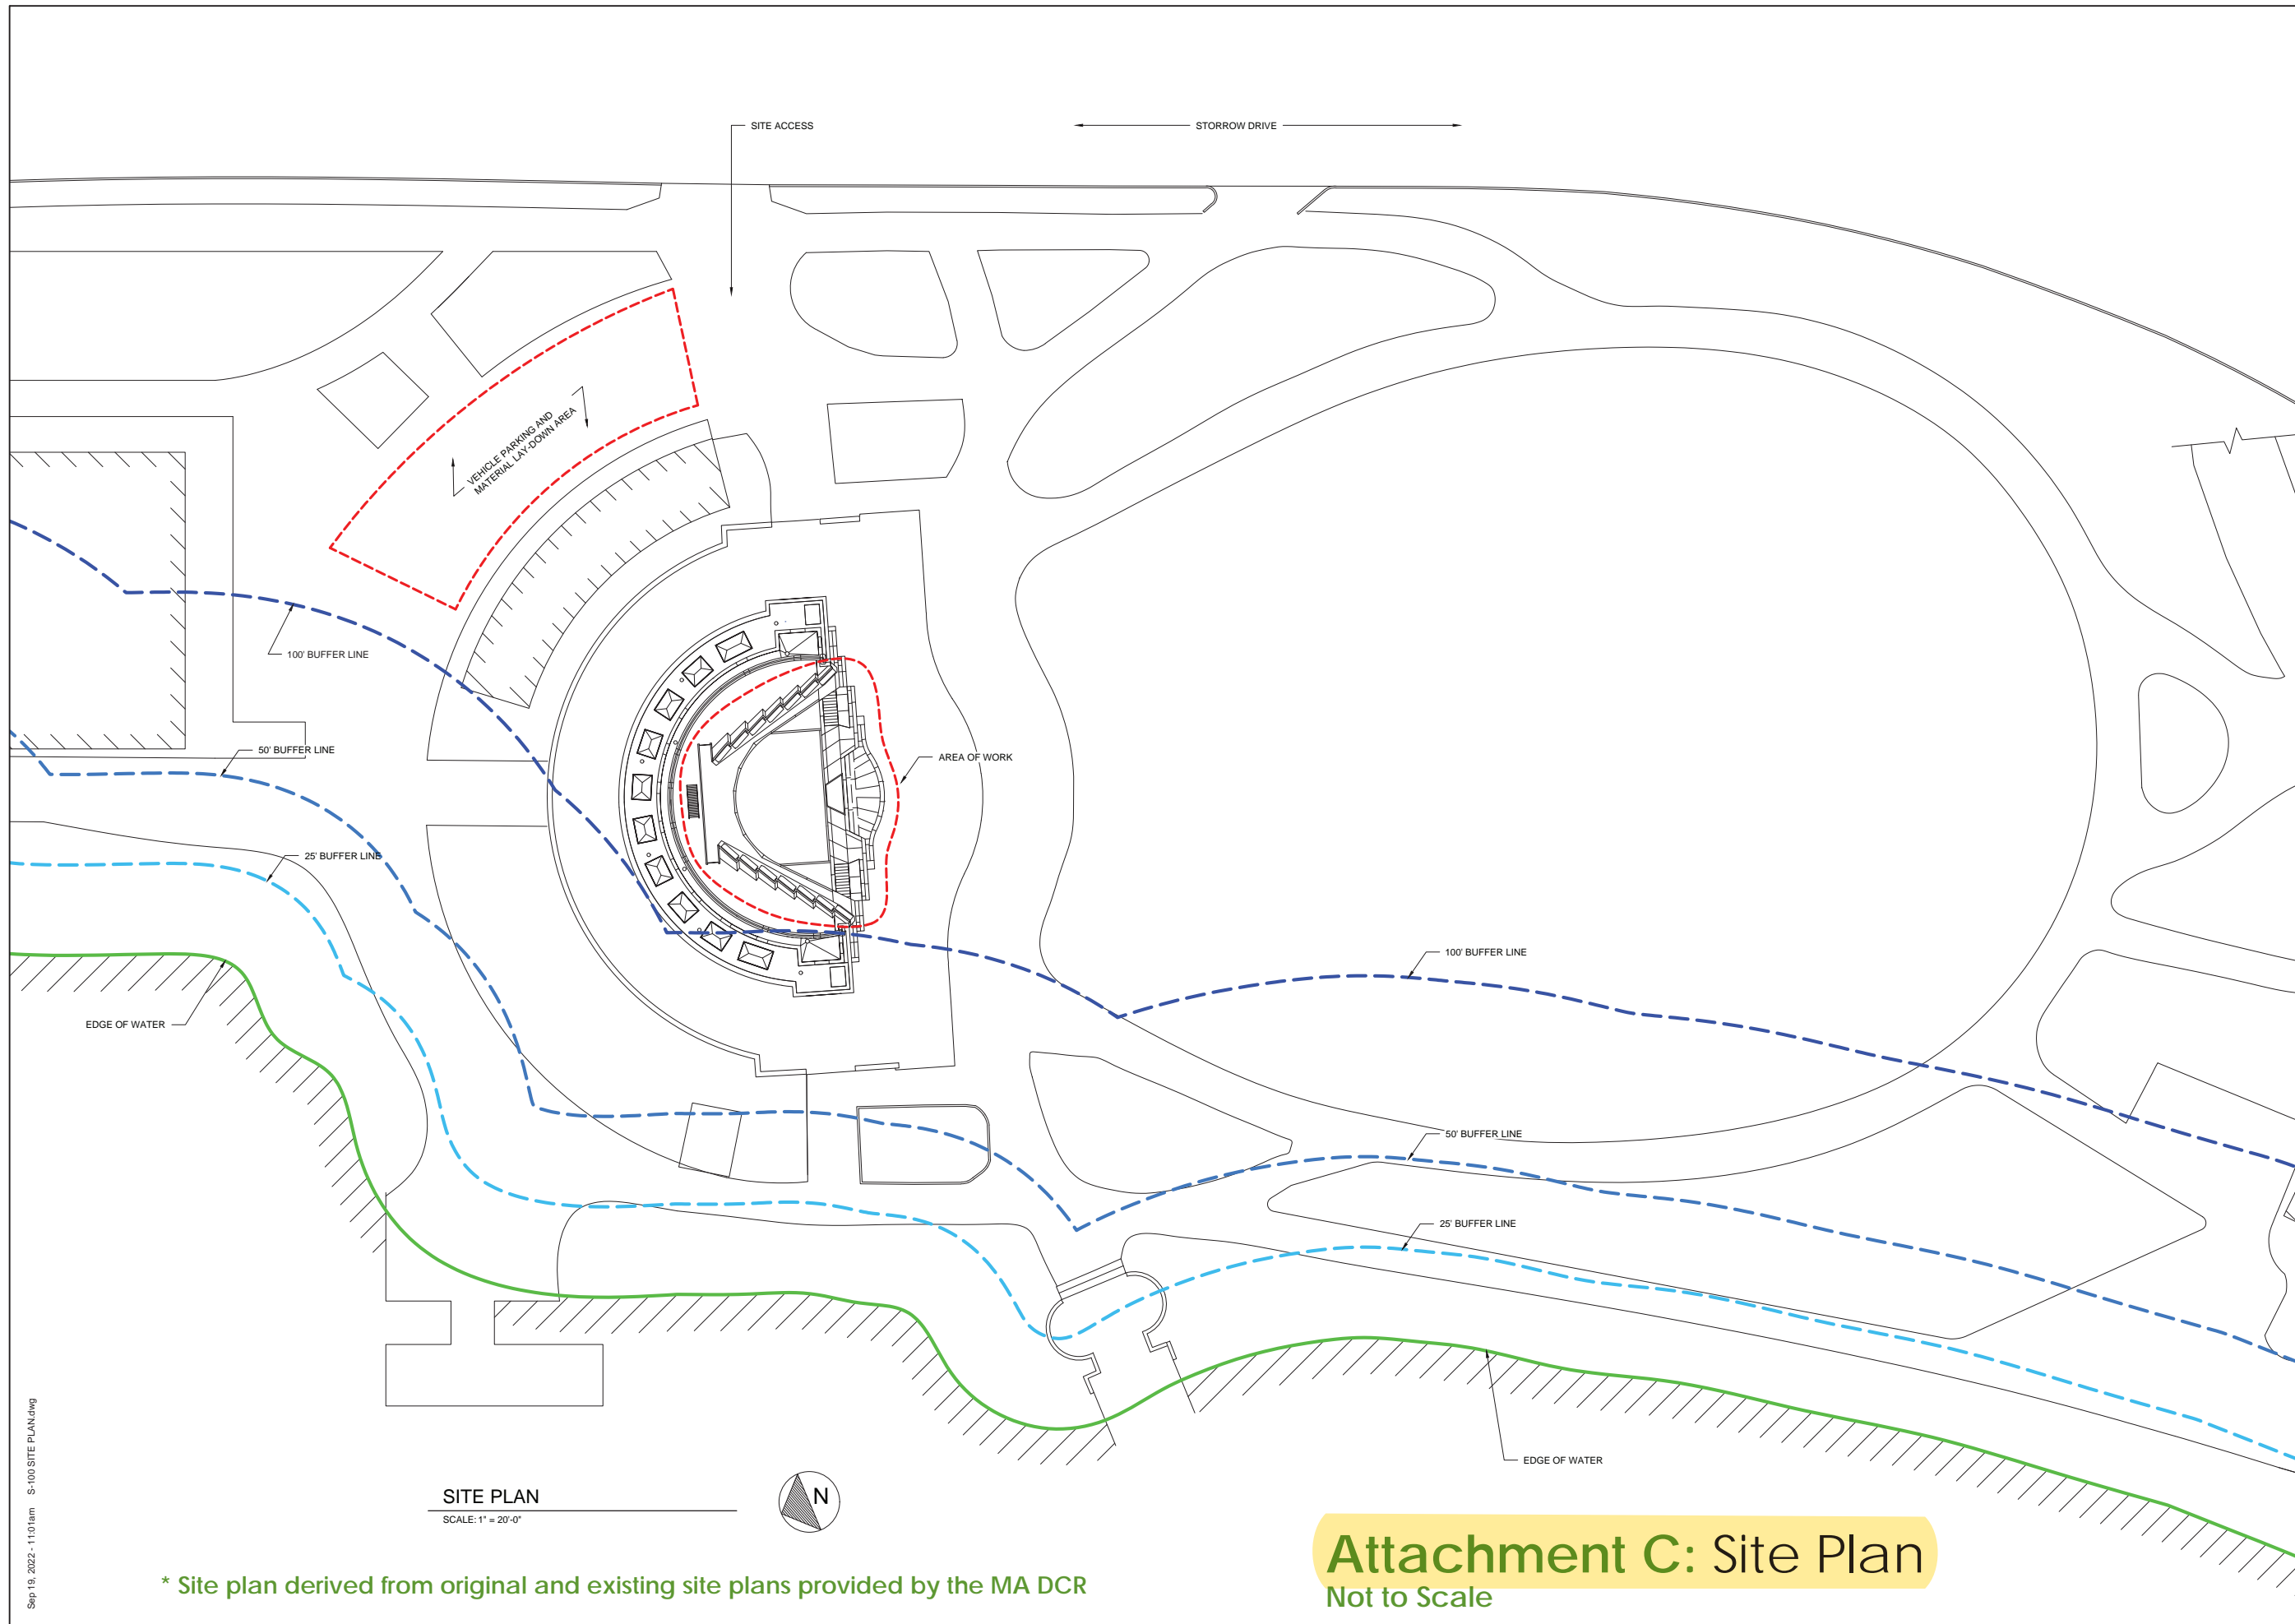 SITE ACCESS
STORROW DRIVE
VEHICLE PARKING AND
MATERIAL LAY-DOWN AREA
100' BUFFER LINE
50' BUFFER LINE
AREA OF WORK
25' BUFFER LINE
100' BUFFER LINE
EDGE OF WATER
50' BUFFER LINE
25' BUFFER LINE
EDGE OF WATER
SITE PLAN
SCALE: 1" = 20'-0"
N
Sep 19, 2022 - 11:01am S-100 SITE PLAN.dwg
Attachment C: Site Plan
Not to Scale
* Site plan derived from original and existing site plans provided by the MA DCR